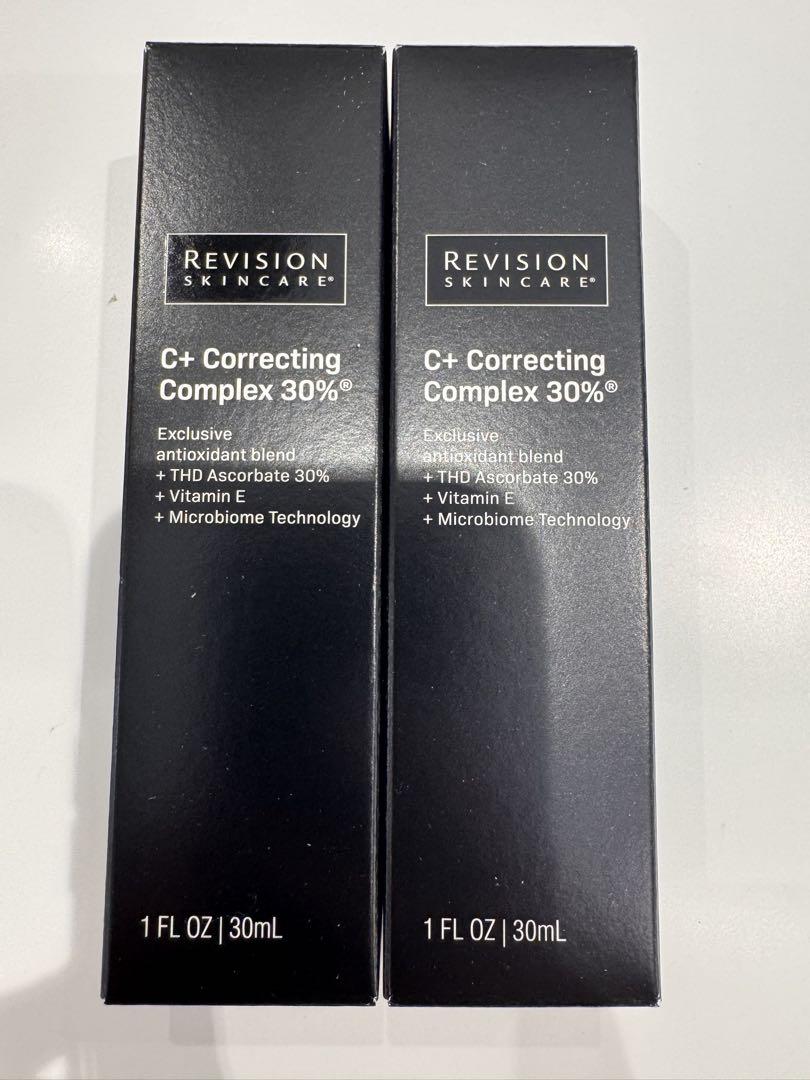 REVISION
SKINCARE®
C+ Correcting
Complex 30%®
Exclusive
antioxidant blend
+ THD Ascorbate 30%
+ Vitamin E
+ Microbiome Technology
1 FL OZ | 30mL
REVISION
SKINCARE®
C+ Correcting
Complex 30%®
Exclusive
antioxidant blend
+ THD Ascorbate 30%
+ Vitamin E
+ Microbiome Technology
1 FL OZ | 30mL